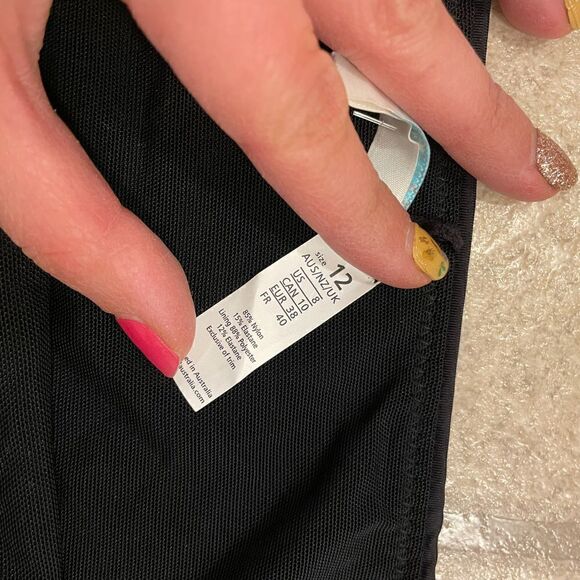 size 12
AUS/NZ/UK
US 8
CAN 10
EUR 38
FR 40
85% Nylon
15% Elastane
Lining 88% Polyester
12% Elastane
Exclusive of trim
in Australia
australia.com